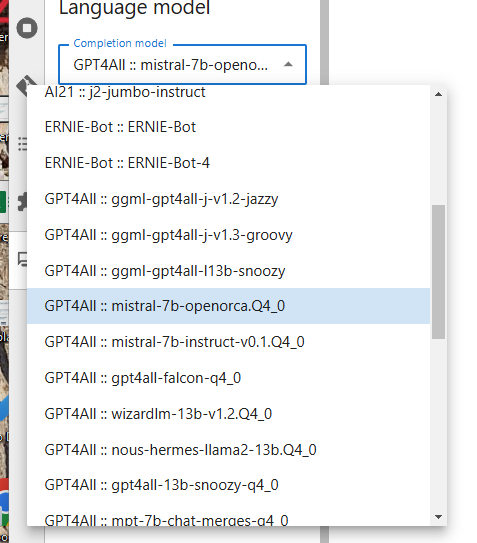 Language model
Completion model
GPT4All :: mistral-7b-openo...
AI21 :: j2-jumbo-instruct
ERNIE-Bot :: ERNIE-Bot
ERNIE-Bot :: ERNIE-Bot-4
GPT4All :: ggml-gpt4all-j-v1.2-jazzy
GPT4All :: ggml-gpt4all-j-v1.3-groovy
GPT4All :: ggml-gpt4all-l13b-snoozy
GPT4All :: mistral-7b-openorca.Q4_0
GPT4All :: mistral-7b-instruct-v0.1.Q4_0
GPT4All :: gpt4all-falcon-q4_0
GPT4All :: wizardlm-13b-v1.2.Q4_0
GPT4All :: nous-hermes-llama2-13b.Q4_0
GPT4All :: gpt4all-13b-snoozy-q4_0
GPT4All :: mpt-7b-chat-merges-q4_0